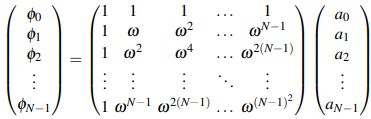 ϕ₀ 1 1 1 … 1 a₀
ϕ₁ 1 ω ω² … ω^{N−1} a₁
ϕ₂ = 1 ω² ω⁴ … ω^{2(N−1)} a₂
⋮ ⋮ ⋮ ⋮ ⋱ ⋮ ⋮
ϕ_{N−1} 1 ω^{N−1} ω^{2(N−1)} … ω^{(N−1)²} a_{N−1}